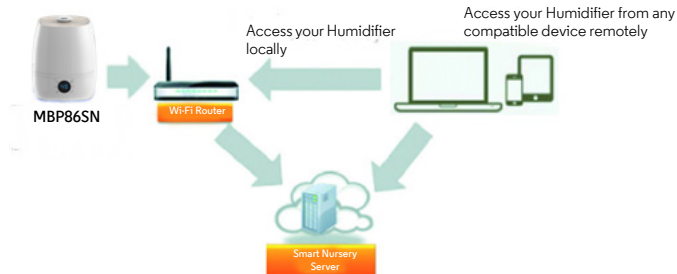 Access your Humidifier
locally
Access your Humidifier from any
compatible device remotely
MBP86SN
Wi-Fi Router
Smart Nursery
Server